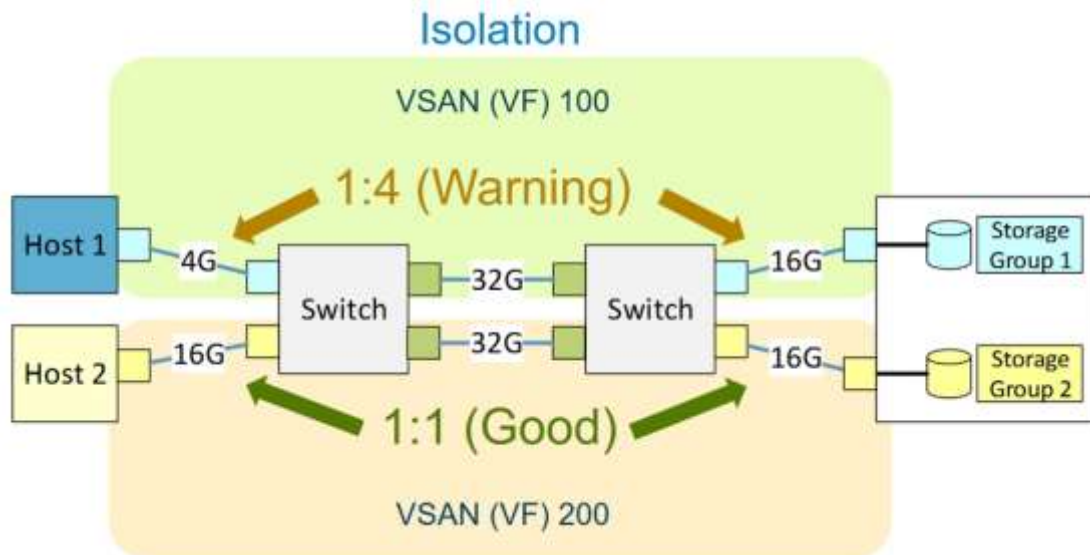 Isolation
VSAN (VF) 100
1:4 (Warning)
Host 1
4G
Switch
32G
Switch
16G
Storage
Group 1
Host 2
16G
32G
16G
Storage
Group 2
1:1 (Good)
VSAN (VF) 200